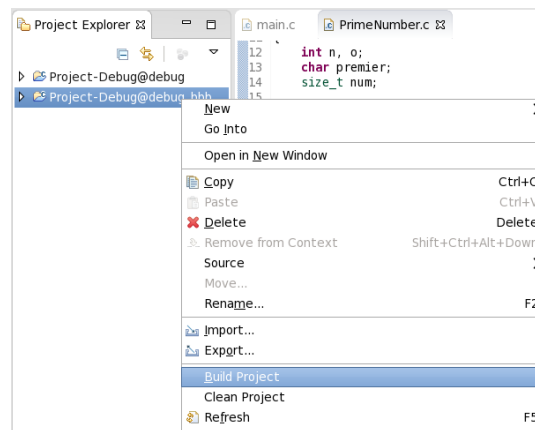 Project Explorer
main.c
PrimeNumber.c
12 int n, o;
13 char premier;
14 size_t num;
15
Project-Debug@debug
Project-Debug@debug_bbb
New
Go Into
Open in New Window
Copy Ctrl+C
Paste Ctrl+V
Delete Delete
Remove from Context Shift+Ctrl+Alt+Down
Source
Move...
Rename... F2
Import...
Export...
Build Project
Clean Project
Refresh F5